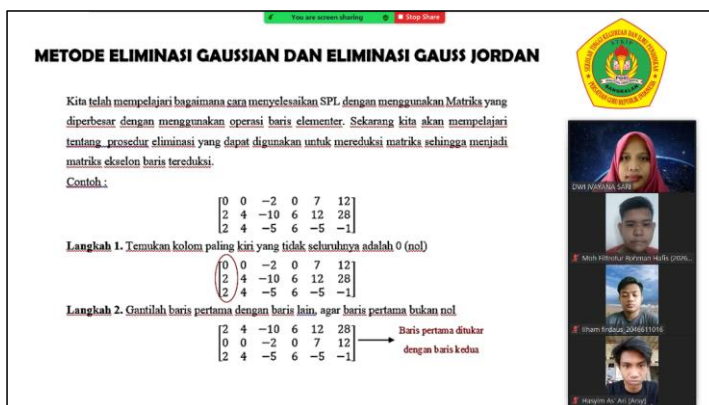 You are screen sharing Stop Share
METODE ELIMINASI GAUSSIAN DAN ELIMINASI GAUSS JORDAN
Kita telah mempelajari bagaimana cara menyelesaikan SPL dengan menggunakan Matriks yang
diperbesar dengan menggunakan operasi baris elementer. Sekarang kita akan mempelajari
tentang prosedur eliminasi yang dapat digunakan untuk mereduksi matriks sehingga menjadi
matriks ekselon baris tereduksi.
Contoh :
0 0 −2 0 7 12
2 4 −10 6 12 28
2 4 −5 6 −5 −1
Langkah 1. Temukan kolom paling kiri yang tidak seluruhnya adalah 0 (nol)
0 0 −2 0 7 12
2 4 −10 6 12 28
2 4 −5 6 −5 −1
Langkah 2. Gantilah baris pertama dengan baris lain, agar baris pertama bukan nol
2 4 −10 6 12 28
0 0 −2 0 7 12
2 4 −5 6 −5 −1
Baris pertama ditukar
dengan baris kedua
STKIP
PGRI
BANGKALAN
DWI IVAYANA SARI
Moh Fitrotur Rohman Hafis (2026...
Ilham firdaus_2046611016
Hasyim As' Ari (Arsy)